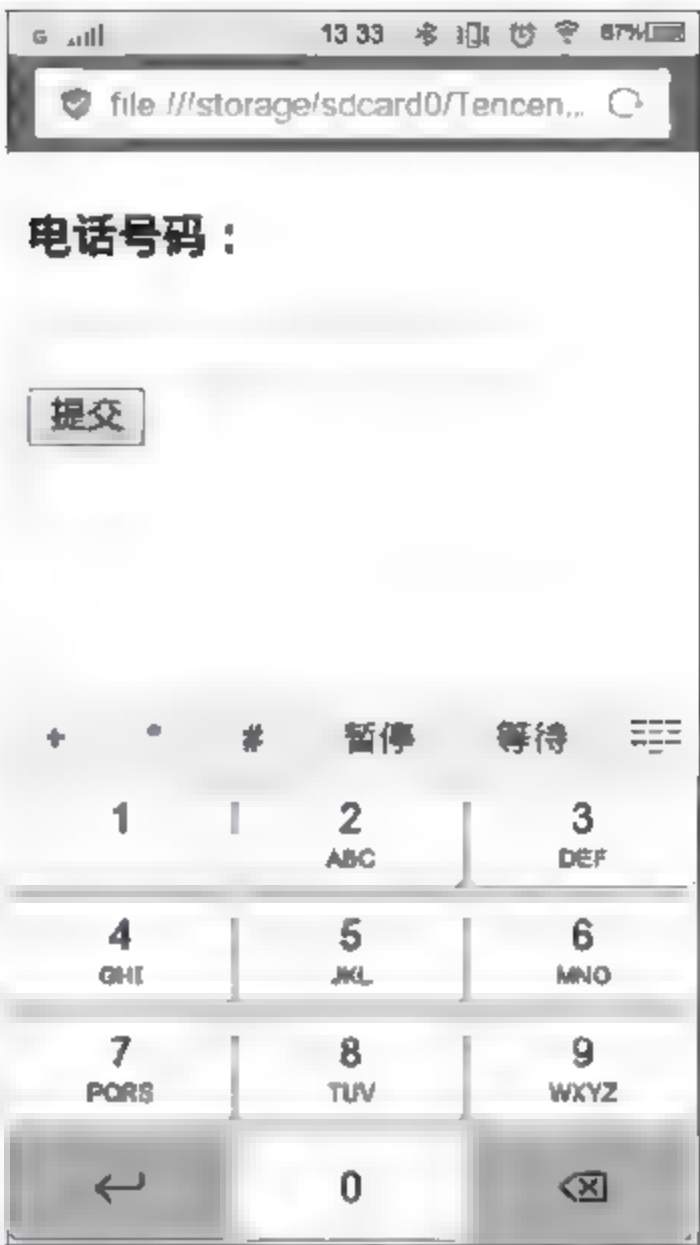 G 13 33 67%
file ///storage/sdcard0/Tencen...
电话号码：
提交
+ * # 暂停 等待
1 2 3
ABC DEF
4 5 6
GHI JKL MNO
7 8 9
PQRS TUV WXYZ
0